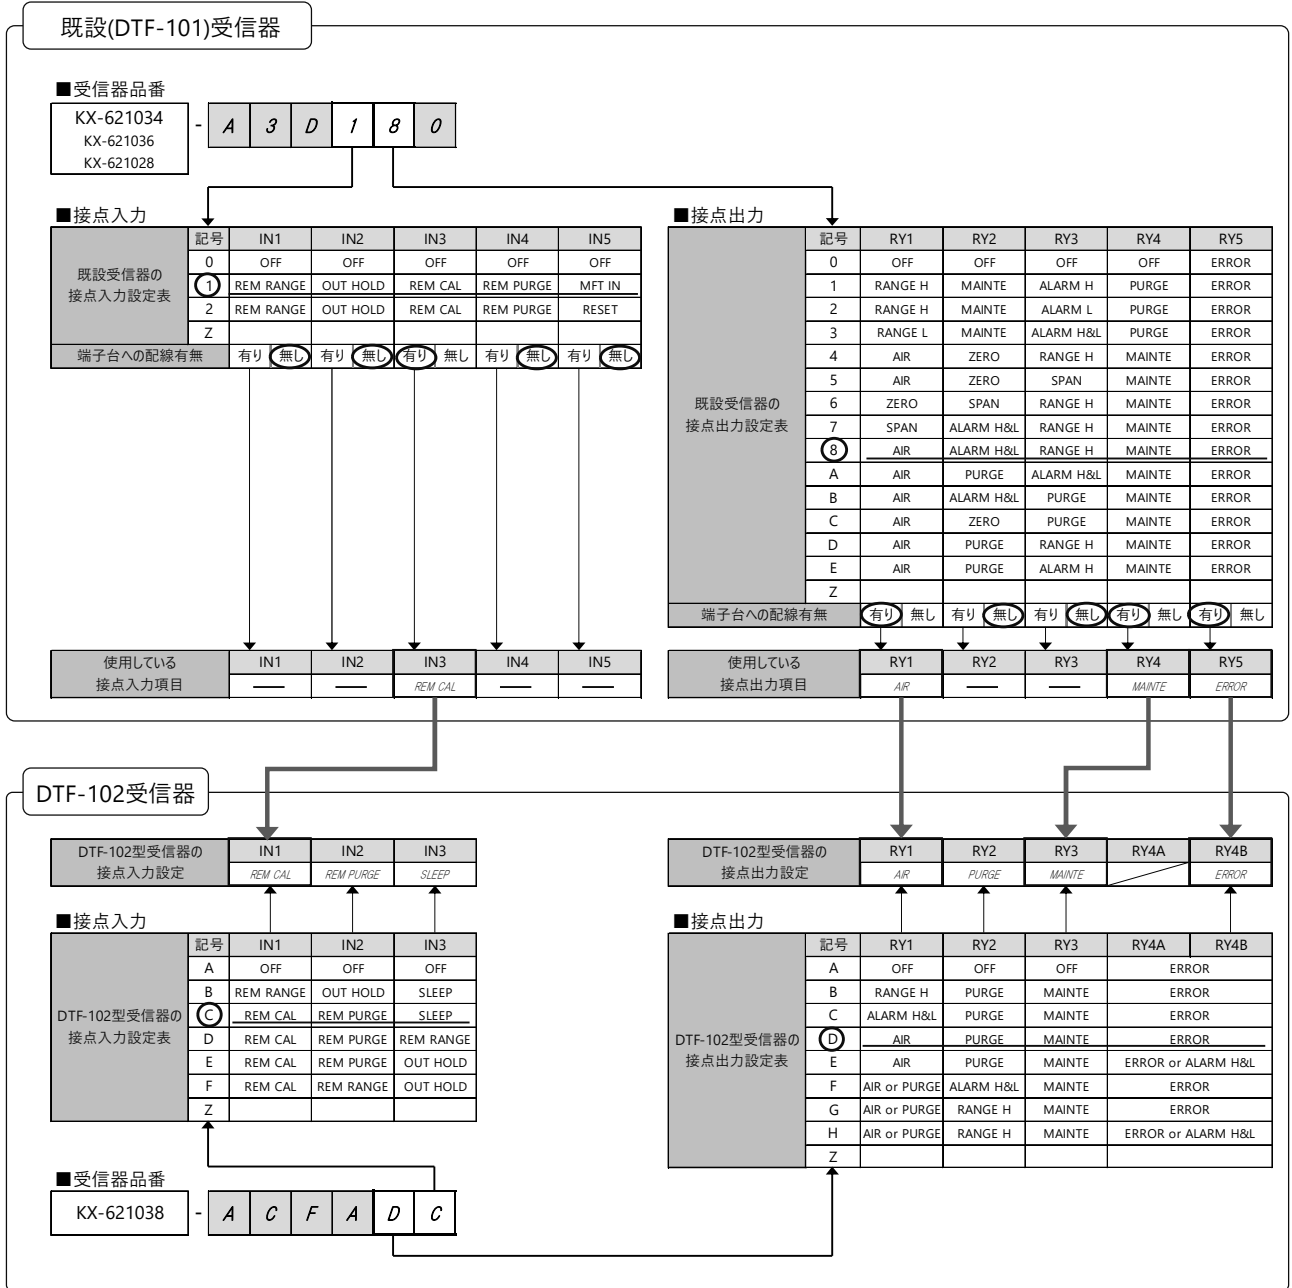 既設(DTF-101)受信器
■受信器品番
KX-621034
KX-621036
KX-621028
- A 3 D 1 8 0
■接点入力
既設受信器の
接点入力設定表
記号 IN1 IN2 IN3 IN4 IN5
0 OFF OFF OFF OFF OFF
1 REM RANGE OUT HOLD REM CAL REM PURGE MFT IN
2 REM RANGE OUT HOLD REM CAL REM PURGE RESET
Z
端子台への配線有無 有り 無し 有り 無し 有り 無し 有り 無し 有り 無し
使用している
接点入力項目
IN1 IN2 IN3 IN4 IN5
― ― REM CAL ― ―
■接点出力
既設受信器の
接点出力設定表
記号 RY1 RY2 RY3 RY4 RY5
0 OFF OFF OFF OFF ERROR
1 RANGE H MAINTE ALARM H PURGE ERROR
2 RANGE H MAINTE ALARM L PURGE ERROR
3 RANGE L MAINTE ALARM H&L PURGE ERROR
4 AIR ZERO RANGE H MAINTE ERROR
5 AIR ZERO SPAN MAINTE ERROR
6 ZERO SPAN RANGE H MAINTE ERROR
7 SPAN ALARM H&L RANGE H MAINTE ERROR
8 AIR ALARM H&L RANGE H MAINTE ERROR
A AIR PURGE ALARM H&L MAINTE ERROR
B AIR ALARM H&L PURGE MAINTE ERROR
C AIR ZERO PURGE MAINTE ERROR
D AIR PURGE RANGE H MAINTE ERROR
E AIR PURGE ALARM H MAINTE ERROR
Z
端子台への配線有無 有り 無し 有り 無し 有り 無し 有り 無し 有り 無し
使用している
接点出力項目
RY1 RY2 RY3 RY4 RY5
AIR ― ― MAINTE ERROR
DTF-102受信器
DTF-102型受信器の
接点入力設定
IN1 IN2 IN3
REM CAL REM PURGE SLEEP
■接点入力
DTF-102型受信器の
接点入力設定表
記号 IN1 IN2 IN3
A OFF OFF OFF
B REM RANGE OUT HOLD SLEEP
C REM CAL REM PURGE SLEEP
D REM CAL REM PURGE REM RANGE
E REM CAL REM PURGE OUT HOLD
F REM CAL REM RANGE OUT HOLD
Z
■受信器品番
KX-621038 - A C F A D C
DTF-102型受信器の
接点出力設定
RY1 RY2 RY3 RY4A RY4B
AIR PURGE MAINTE ERROR
■接点出力
DTF-102型受信器の
接点出力設定表
記号 RY1 RY2 RY3 RY4A RY4B
A OFF OFF OFF ERROR
B RANGE H PURGE MAINTE ERROR
C ALARM H&L PURGE MAINTE ERROR
D AIR PURGE MAINTE ERROR
E AIR PURGE MAINTE ERROR or ALARM H&L
F AIR or PURGE ALARM H&L MAINTE ERROR
G AIR or PURGE RANGE H MAINTE ERROR
H AIR or PURGE RANGE H MAINTE ERROR or ALARM H&L
Z